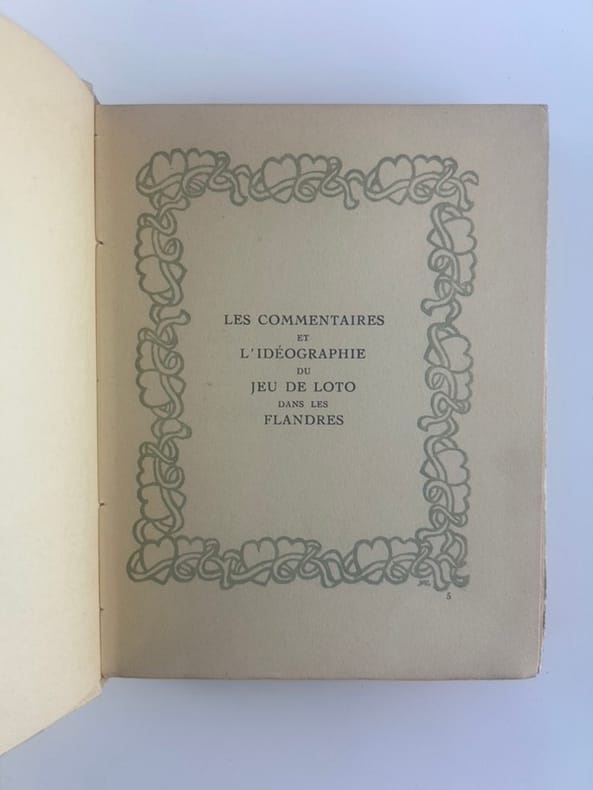 LES COMMENTAIRES
ET
L'IDÉOGRAPHIE
DU
JEU DE LOTO
DANS LES
FLANDRES
5